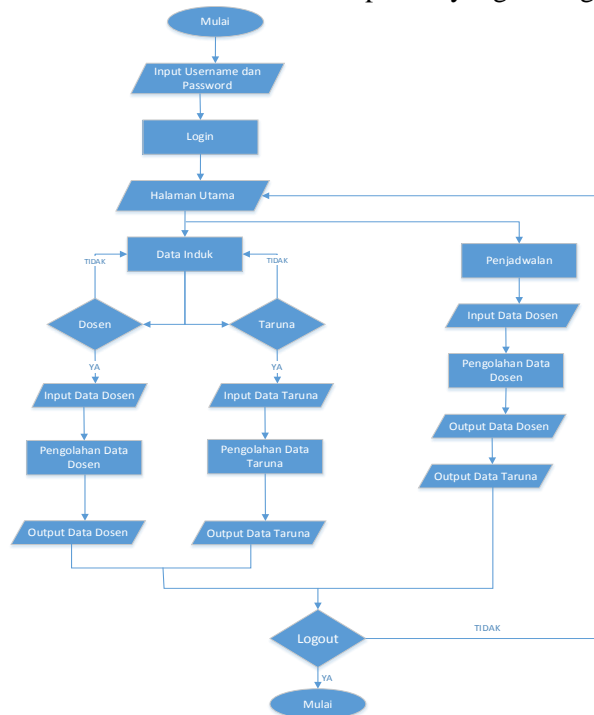 yang
Mulai
Input Username dan
Password
Login
Halaman Utama
Data Induk
Penjadwalan
TIDAK
TIDAK
Dosen
Taruna
Input Data Dosen
YA
YA
Pengolahan Data
Dosen
Input Data Dosen
Input Data Taruna
Output Data Dosen
Pengolahan Data
Dosen
Pengolahan Data
Taruna
Output Data Taruna
Output Data Dosen
Output Data Taruna
Logout
TIDAK
YA
Mulai